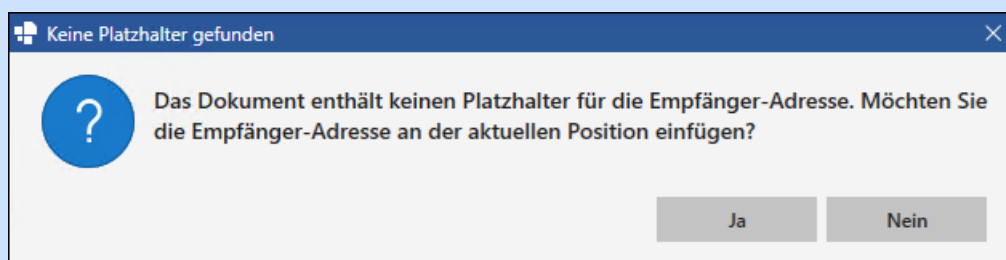 Keine Platzhalter gefunden
Das Dokument enthält keinen Platzhalter für die Empfänger-Adresse. Möchten Sie
die Empfänger-Adresse an der aktuellen Position einfügen?
Ja
Nein